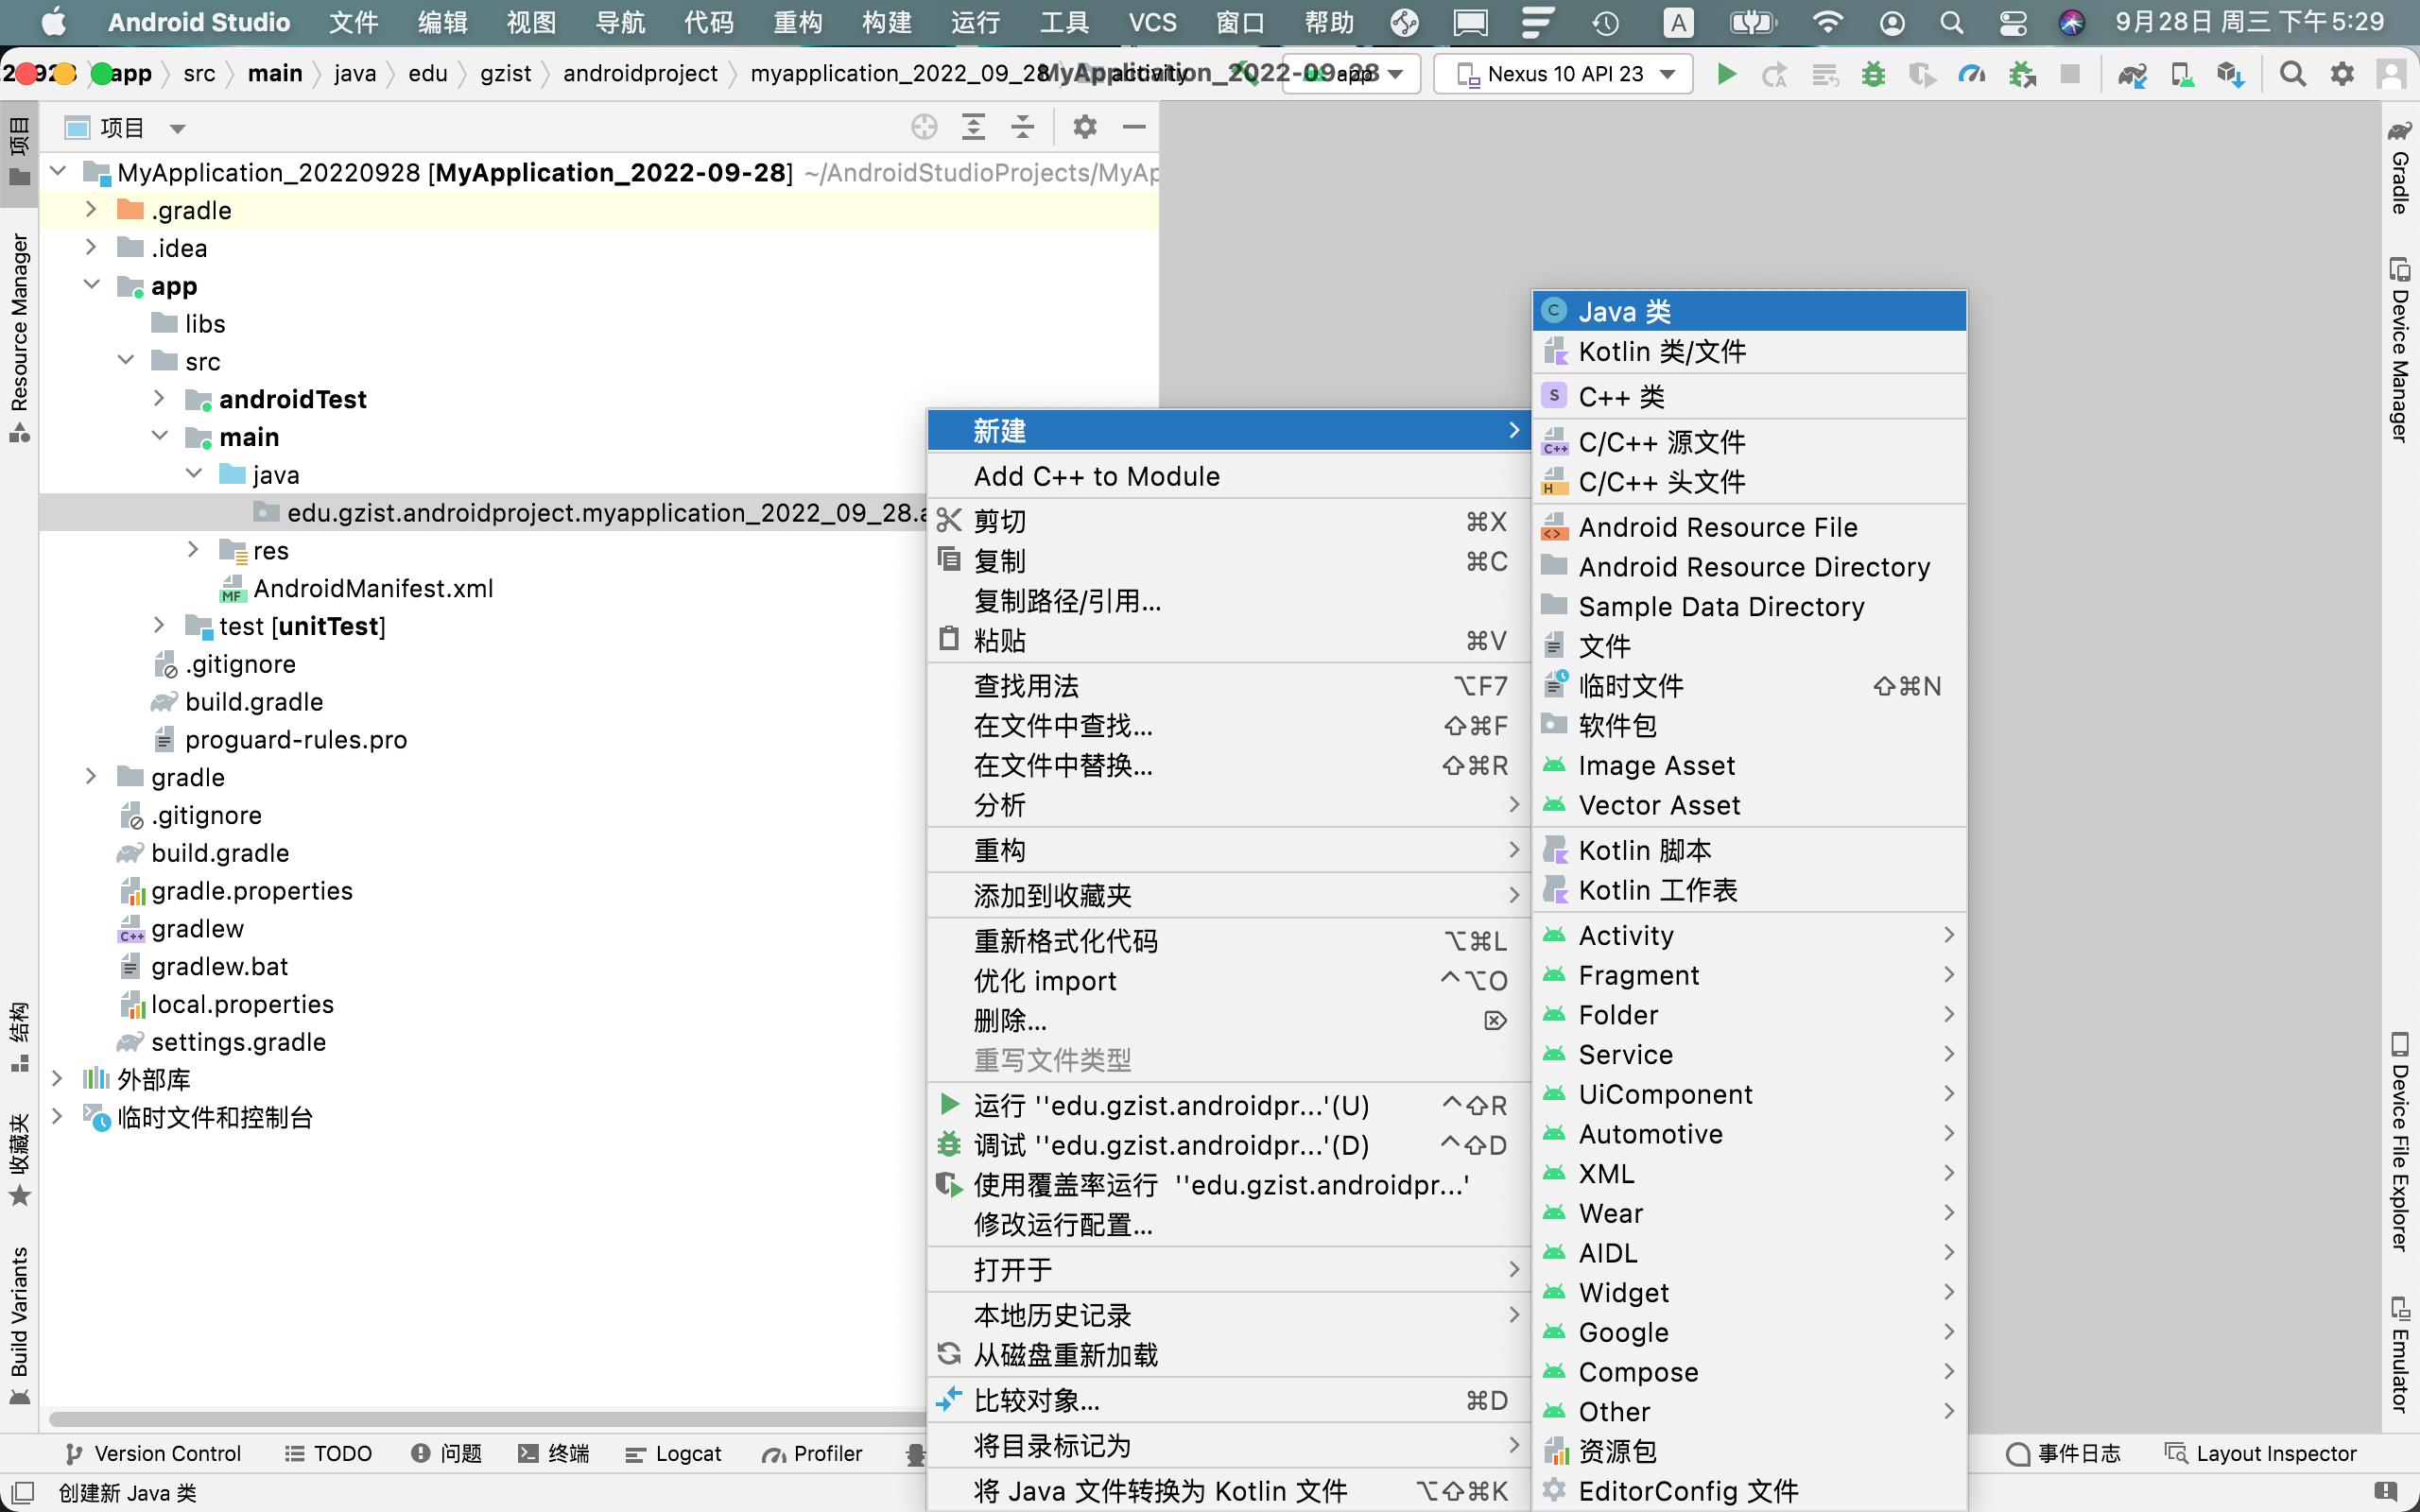 Android Studio 文件 编辑 视图 导航 代码 重构 构建 运行 工具 VCS 窗口 帮助 A 9月28日 周三 下午5:29
app src main java edu gzist androidproject myapplication_2022_09_28 activity MyApplication_2022-09-28 app Nexus 10 API 23
项目
MyApplication_20220928 [MyApplication_2022-09-28] ~/AndroidStudioProjects/MyAp
.gradle
.idea
app
libs
src
androidTest
main
java
edu.gzist.androidproject.myapplication_2022_09_28.a
res
AndroidManifest.xml
test [unitTest]
.gitignore
build.gradle
proguard-rules.pro
gradle
.gitignore
build.gradle
gradle.properties
gradlew
gradlew.bat
local.properties
settings.gradle
外部库
临时文件和控制台
项目
Resource Manager
结构
收藏夹
Build Variants
新建
Add C++ to Module
剪切 ⌘X
复制 ⌘C
复制路径/引用...
粘贴 ⌘V
查找用法 ⌥F7
在文件中查找... ⇧⌘F
在文件中替换... ⇧⌘R
分析
重构
添加到收藏夹
重新格式化代码 ⌥⌘L
优化 import ^⌥O
删除... ⌦
重写文件类型
运行 ''edu.gzist.androidpr...'(U) ^⇧R
调试 ''edu.gzist.androidpr...'(D) ^⇧D
使用覆盖率运行 ''edu.gzist.androidpr...'
修改运行配置...
打开于
本地历史记录
从磁盘重新加载
比较对象... ⌘D
将目录标记为
将 Java 文件转换为 Kotlin 文件 ⌥⇧⌘K
Java 类
Kotlin 类/文件
C++ 类
C/C++ 源文件
C/C++ 头文件
Android Resource File
Android Resource Directory
Sample Data Directory
文件
临时文件 ⇧⌘N
软件包
Image Asset
Vector Asset
Kotlin 脚本
Kotlin 工作表
Activity
Fragment
Folder
Service
UiComponent
Automotive
XML
Wear
AIDL
Widget
Google
Compose
Other
资源包
EditorConfig 文件
Gradle
Device Manager
Device File Explorer
Emulator
Version Control TODO 问题 终端 Logcat Profiler 事件日志 Layout Inspector
创建新 Java 类